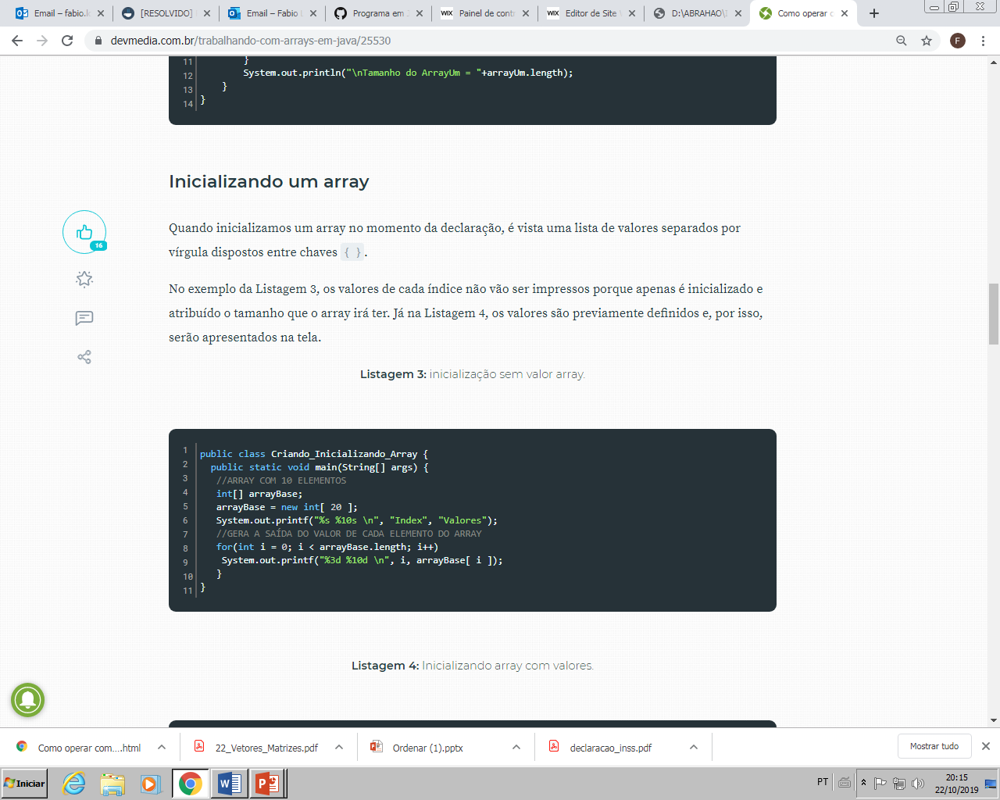 Email – fabio.l
[RESOLVIDO]
Email – Fabio
Programa em
Painel de contr
Editor de Site
D:\ABRAHAO\
Como operar c
devmedia.com.br/trabalhando-com-arrays-em-java/25530
F
11 }
12 System.out.println("\nTamanho do ArrayUm = "+arrayUm.length);
13 }
14 }
Inicializando um array
Quando inicializamos um array no momento da declaração, é vista uma lista de valores separados por
vírgula dispostos entre chaves { }.
16
No exemplo da Listagem 3, os valores de cada índice não vão ser impressos porque apenas é inicializado e
atribuído o tamanho que o array irá ter. Já na Listagem 4, os valores são previamente definidos e, por isso,
serão apresentados na tela.
Listagem 3: inicialização sem valor array.
1 public class Criando_Inicializando_Array {
2 public static void main(String[] args) {
3 //ARRAY COM 10 ELEMENTOS
4 int[] arrayBase;
5 arrayBase = new int[ 20 ];
6 System.out.printf("%s %10s \n", "Index", "Valores");
7 //GERA A SAÍDA DO VALOR DE CADA ELEMENTO DO ARRAY
8 for(int i = 0; i < arrayBase.length; i++)
9 System.out.printf("%3d %10d \n", i, arrayBase[ i ]);
10 }
11 }
Listagem 4: Inicializando array com valores.
Como operar com....html
22_Vetores_Matrizes.pdf
Ordenar (1).pptx
declaracao_inss.pdf
Mostrar tudo
Iniciar
PT
20:15
22/10/2019